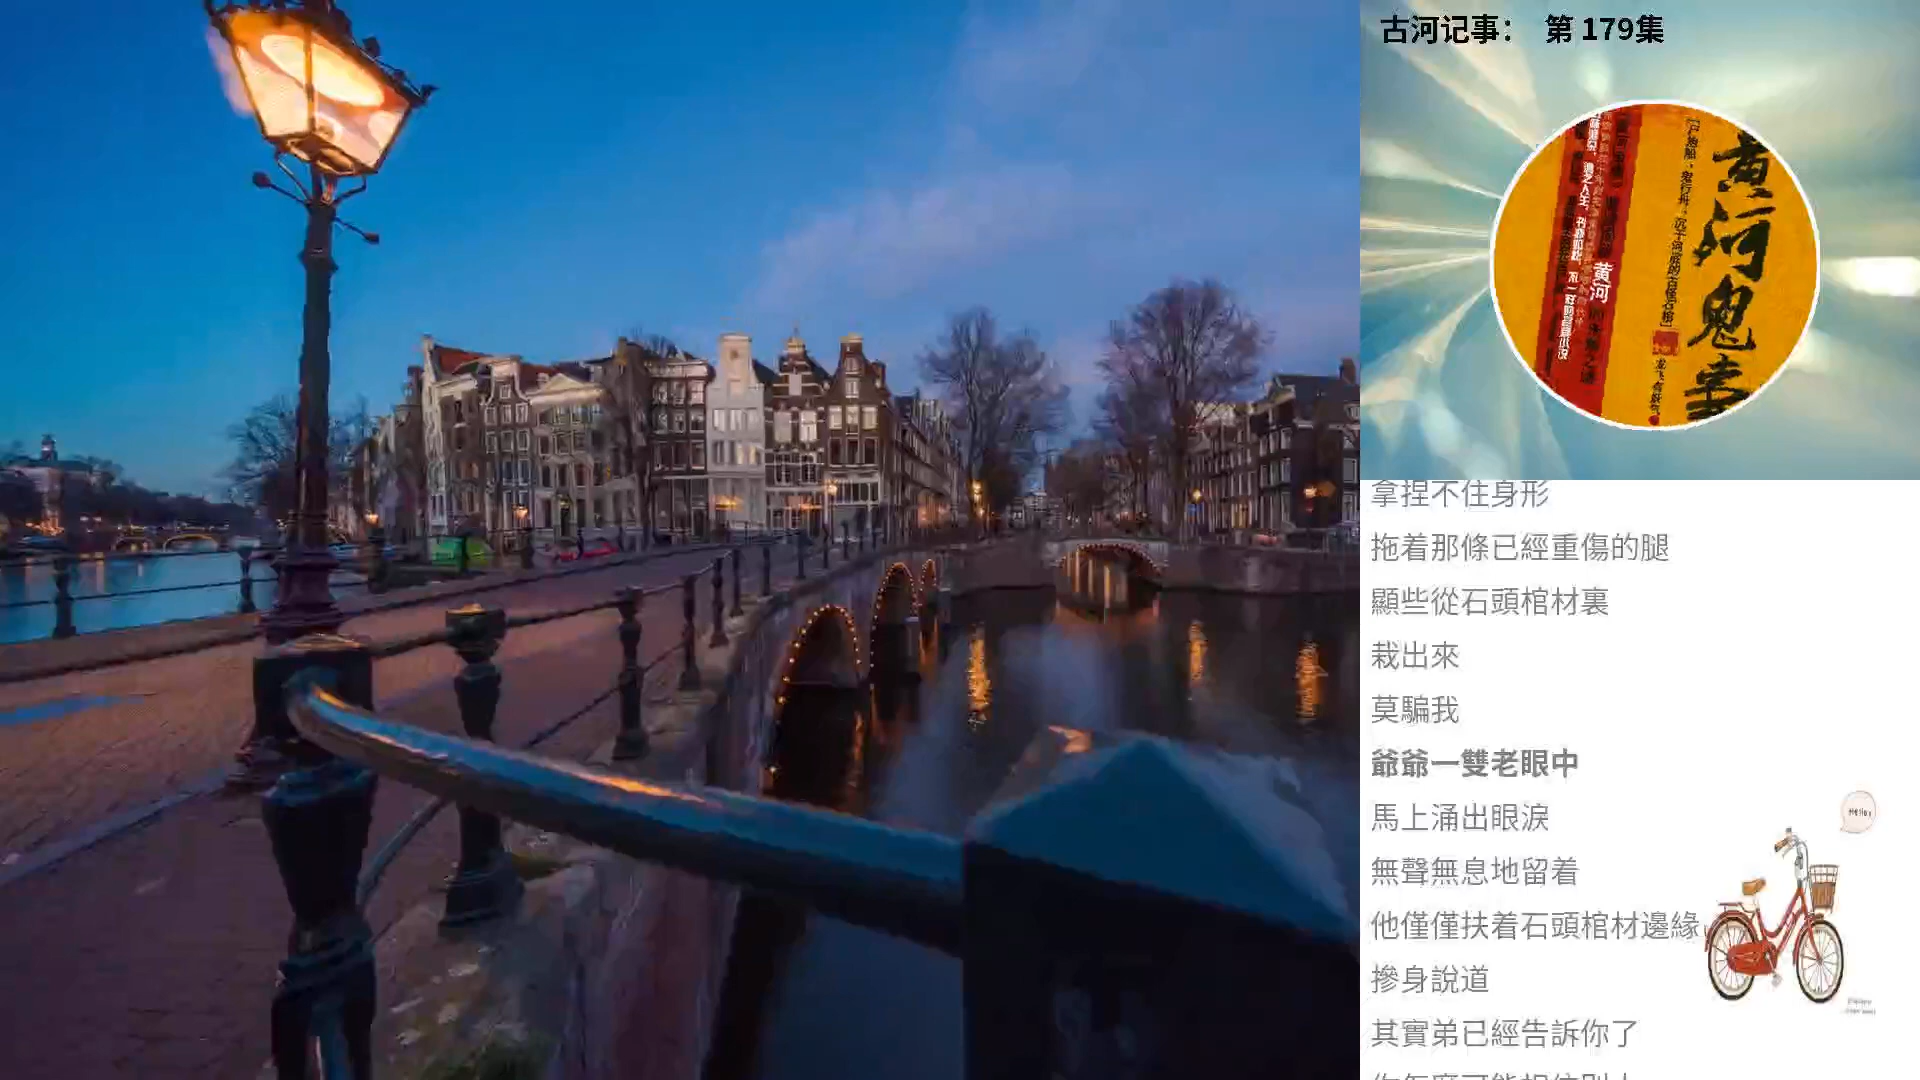 古河记事： 第 179集
黄河鬼事
黄河
拿捏不住身形
拖着那條已經重傷的腿
顯些從石頭棺材裏
栽出來
莫騙我
爺爺一雙老眼中
馬上涌出眼淚
無聲無息地留着
他僅僅扶着石頭棺材邊緣
摻身說道
其實弟已經告訴你了
Hello!